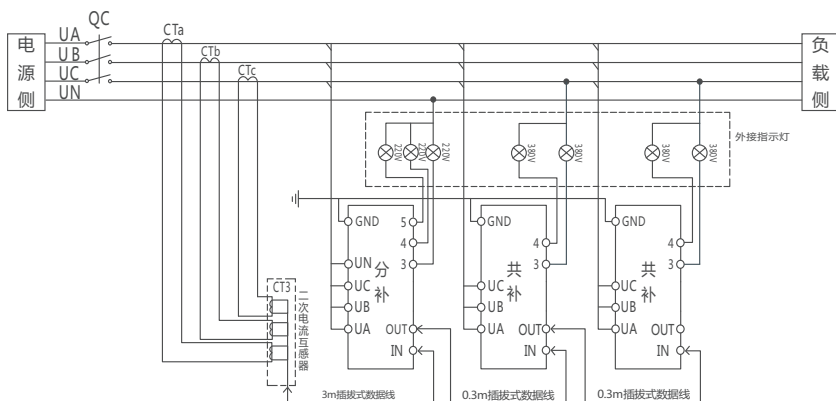 QC
CTa
CTb
CTc
电源侧
UA
UB
UC
UN
负载侧
220V
220V
220V
380V
380V
380V
380V
外接指示灯
GND
5
4
3
UN
UC
UB
UA
分补
OUT
IN
GND
4
3
UC
UB
UA
共补
OUT
IN
GND
4
3
UC
UB
UA
共补
OUT
IN
CT3
二次电流互感器
3m插拔式数据线
0.3m插拔式数据线
0.3m插拔式数据线